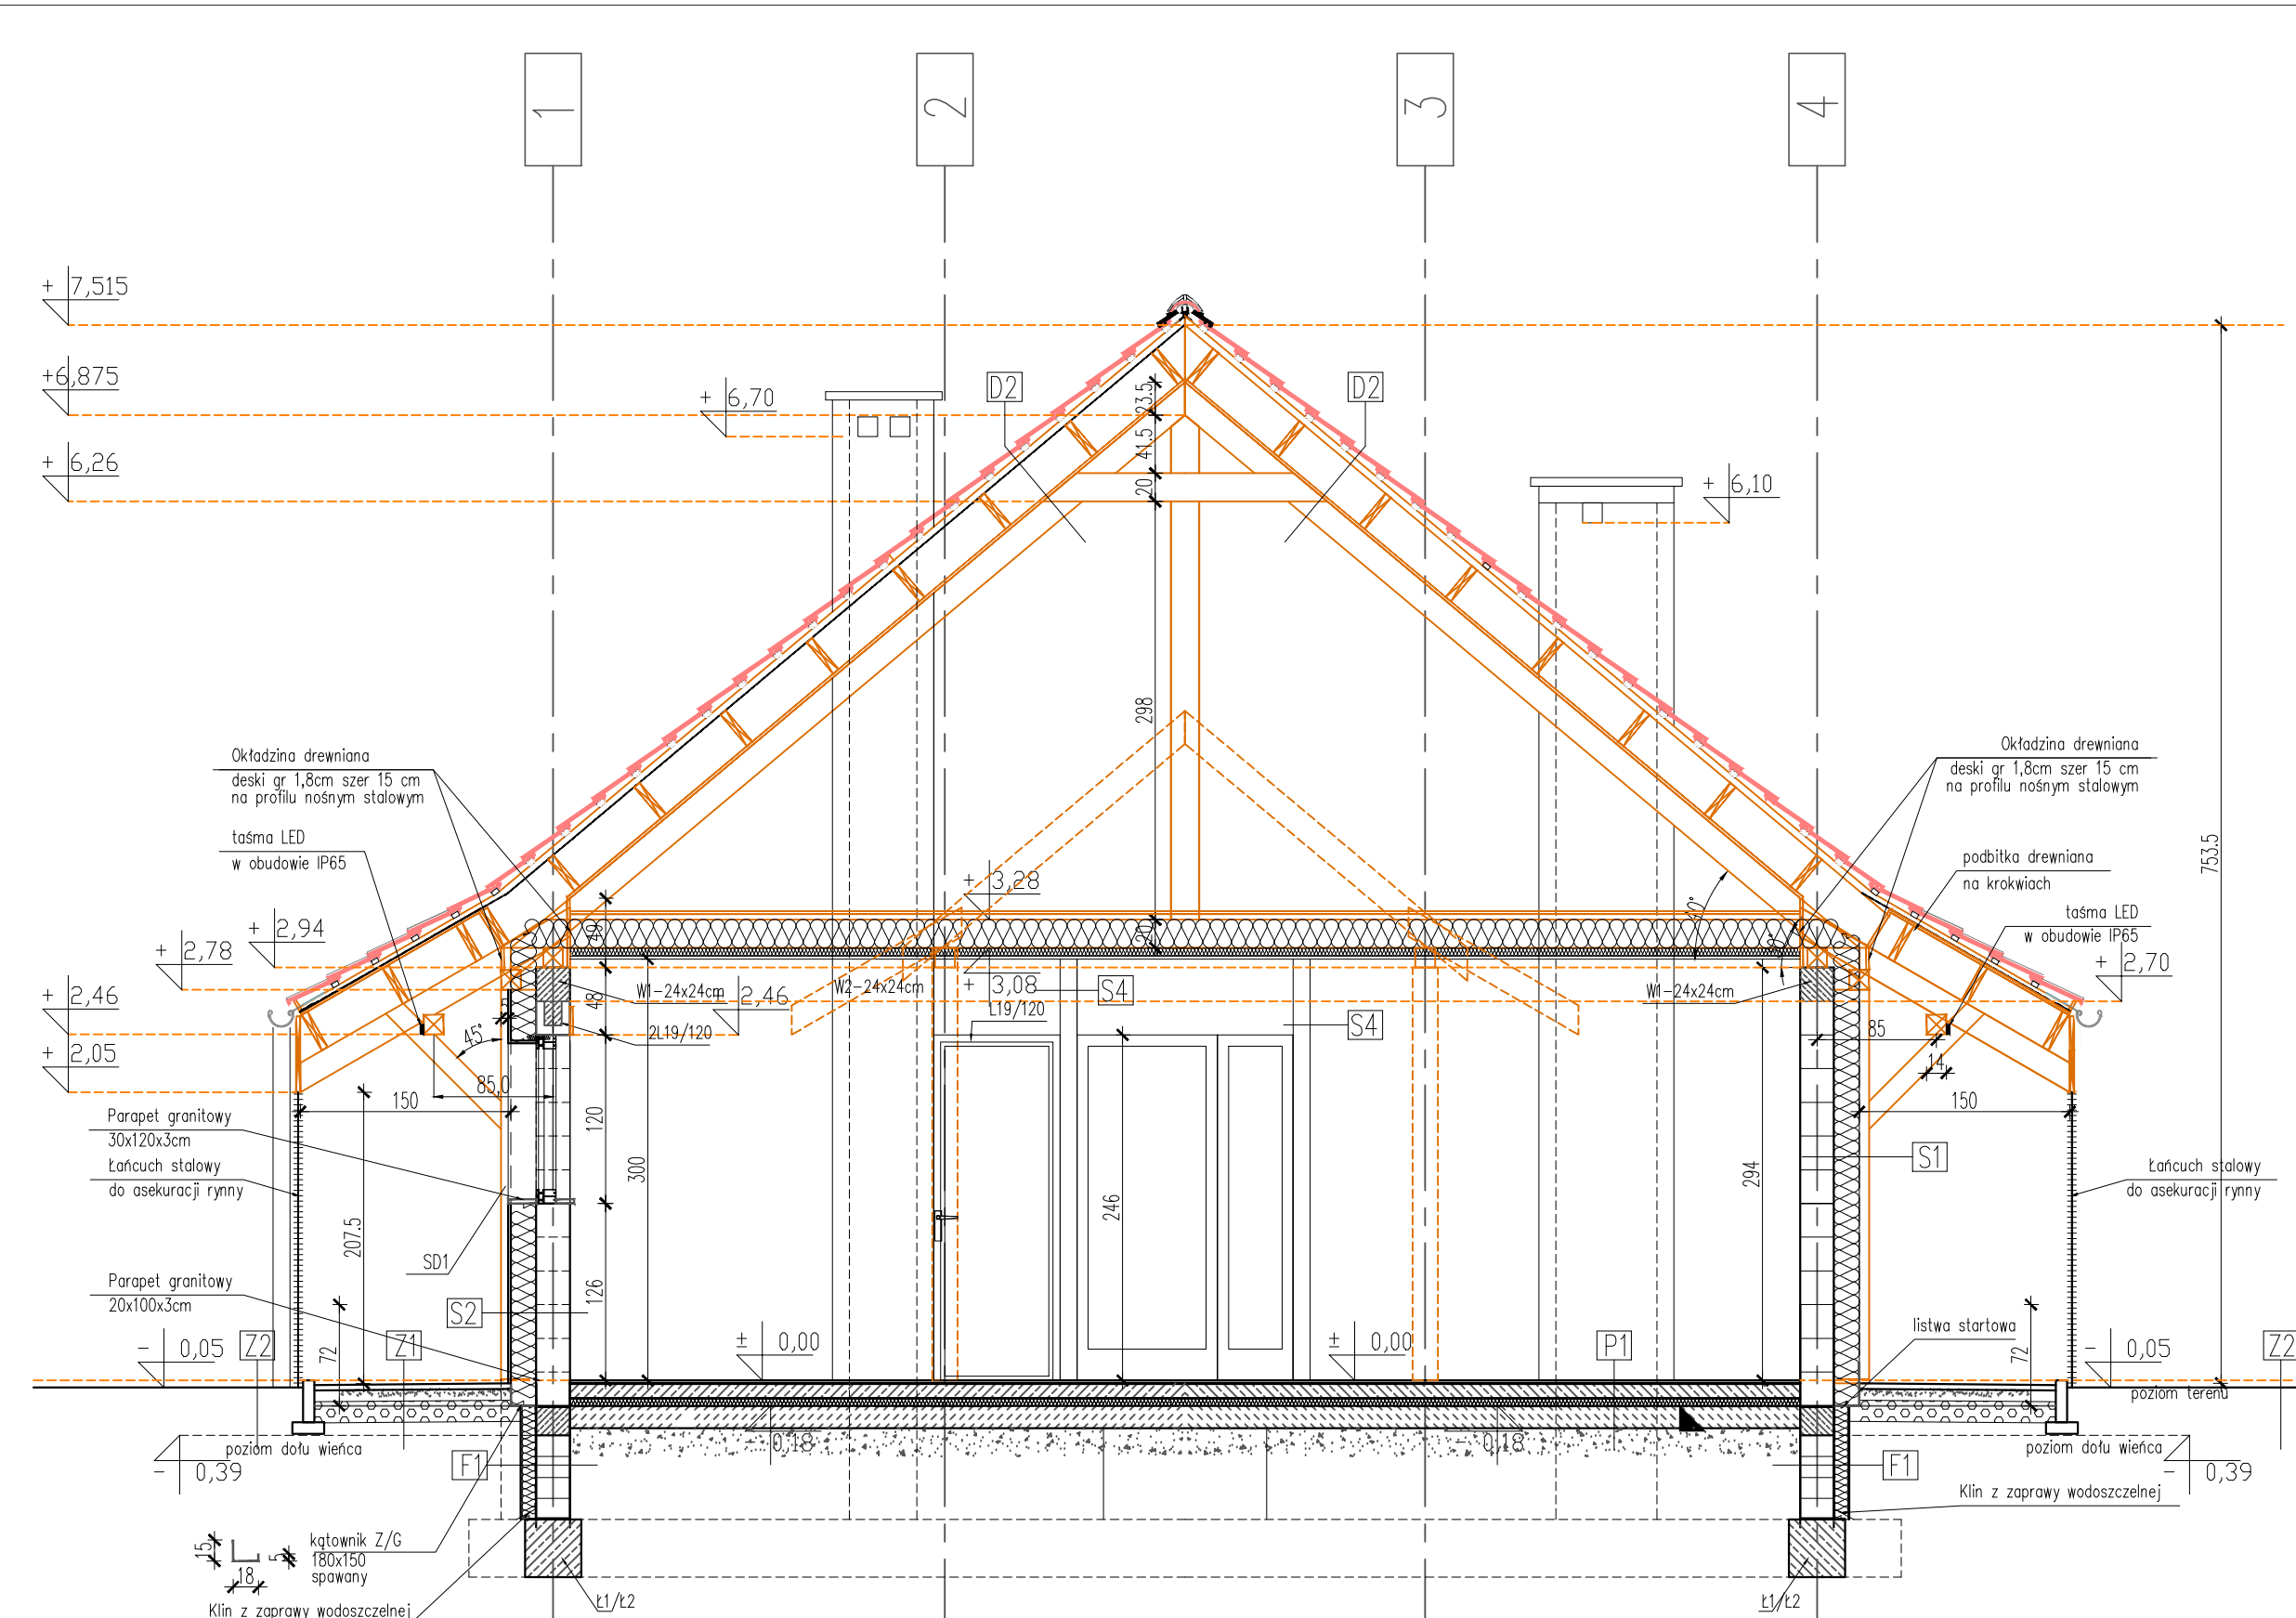 1
2
3
4
+ 7,515
+6,875
+ 6,70
D2
D2
23.5
41.5
20
+ 6,26
+ 6,10
298
753.5
Okładzina drewniana
deski gr 1,8cm szer 15 cm
na profilu nośnym stalowym
taśma LED
w obudowie IP65
Okładzina drewniana
deski gr 1,8cm szer 15 cm
na profilu nośnym stalowym
podbitka drewniana
na krokwiach
taśma LED
w obudowie IP65
+ 3,28
+ 2,94
+ 2,78
+ 2,46
+ 2,05
49
48
20
W1-24x24cm
2,46
W2-24x24cm
+ 3,08
L19/120
S4
S4
2L19/120
W1-24x24cm
+ 2,70
45°
5
85,0
150
85
14
150
120
300
246
294
126
207.5
72
72
Parapet granitowy
30x120x3cm
Łańcuch stalowy
do asekuracji rynny
SD1
S1
Łańcuch stalowy
do asekuracji rynny
Parapet granitowy
20x100x3cm
S2
listwa startowa
- 0,05
Z2
Z1
± 0,00
± 0,00
P1
- 0,05
Z2
poziom terenu
- 0,18
- 0,18
poziom dołu wieńca
- 0,39
F1
F1
poziom dołu wieńca
- 0,39
Klin z zaprawy wodoszczelnej
15
18
5
kątownik Z/G
180x150
spawany
Klin z zaprawy wodoszczelnej
Ł1/Ł2
Ł1/Ł2